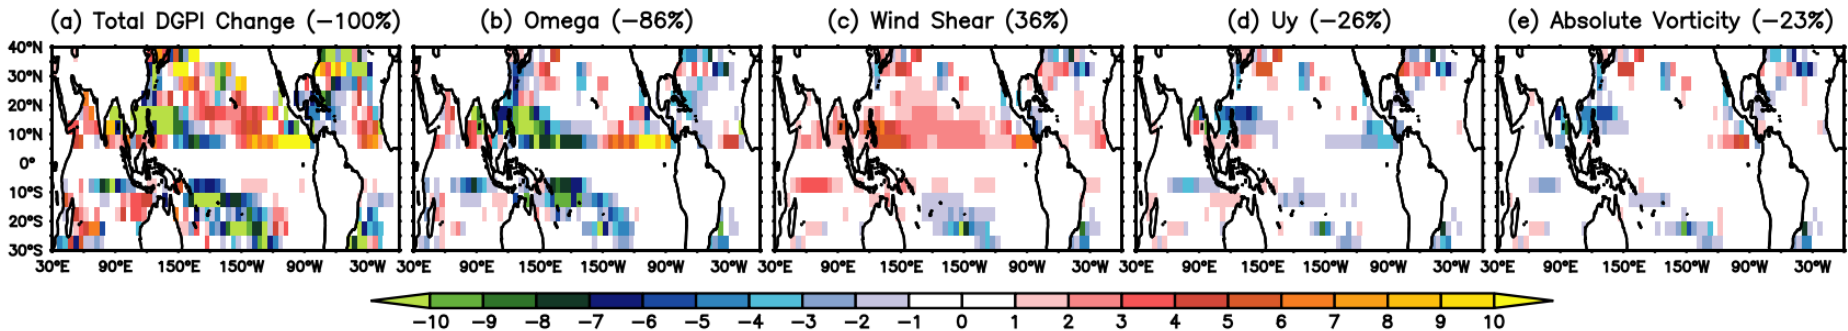 (a) Total DGPI Change (−100%) (b) Omega (−86%) (c) Wind Shear (36%) (d) Uy (−26%) (e) Absolute Vorticity (−23%)
40°N
30°N
20°N
10°N
0°
10°S
20°S
30°S
30°E 90°E 150°E 150°W 90°W 30°W 30°E 90°E 150°E 150°W 90°W 30°E 90°E 150°E 150°W 90°W 30°E 90°E 150°E 150°W 90°W 30°E 90°E 150°E 150°W 90°W 30°W
−10 −9 −8 −7 −6 −5 −4 −3 −2 −1 0 1 2 3 4 5 6 7 8 9 10